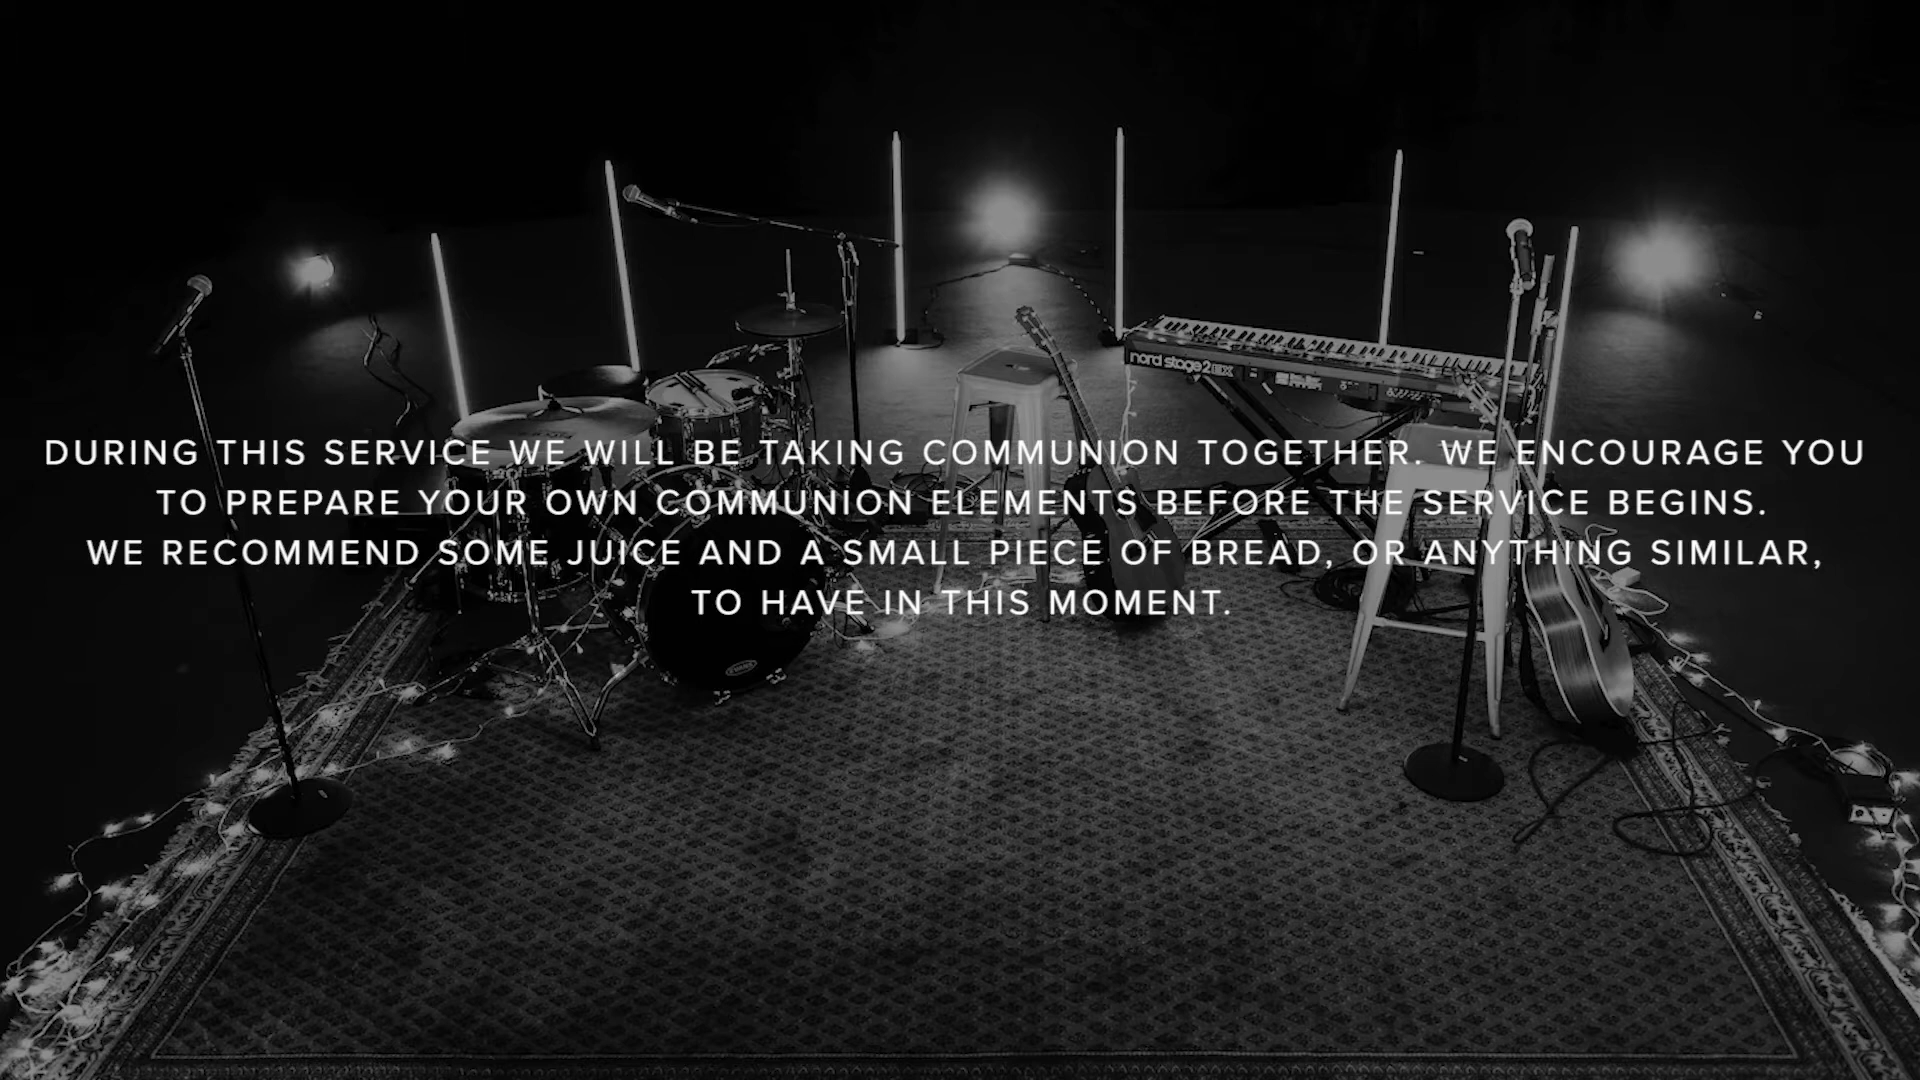 nord stage 2 EX
DURING THIS SERVICE WE WILL BE TAKING COMMUNION TOGETHER. WE ENCOURAGE YOU
TO PREPARE YOUR OWN COMMUNION ELEMENTS BEFORE THE SERVICE BEGINS.
WE RECOMMEND SOME JUICE AND A SMALL PIECE OF BREAD, OR ANYTHING SIMILAR,
TO HAVE IN THIS MOMENT.
EVANS